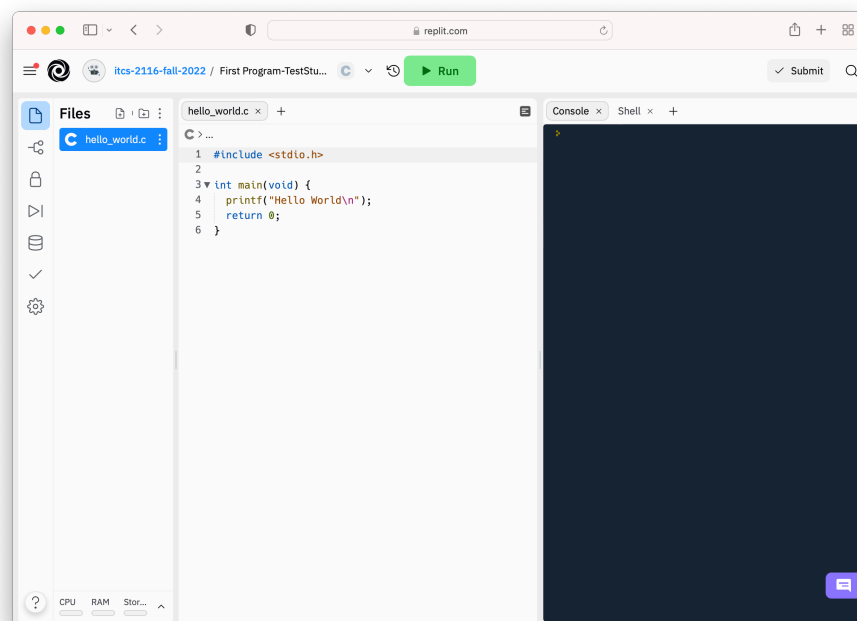 replit.com
itcs-2116-fall-2022 / First Program-TestStu... C Run Submit
Files
hello_world.c
hello_world.c
C > ...
1 #include <stdio.h>
2
3 int main(void) {
4   printf("Hello World\n");
5   return 0;
6 }
Console Shell
CPU RAM Stor...
?